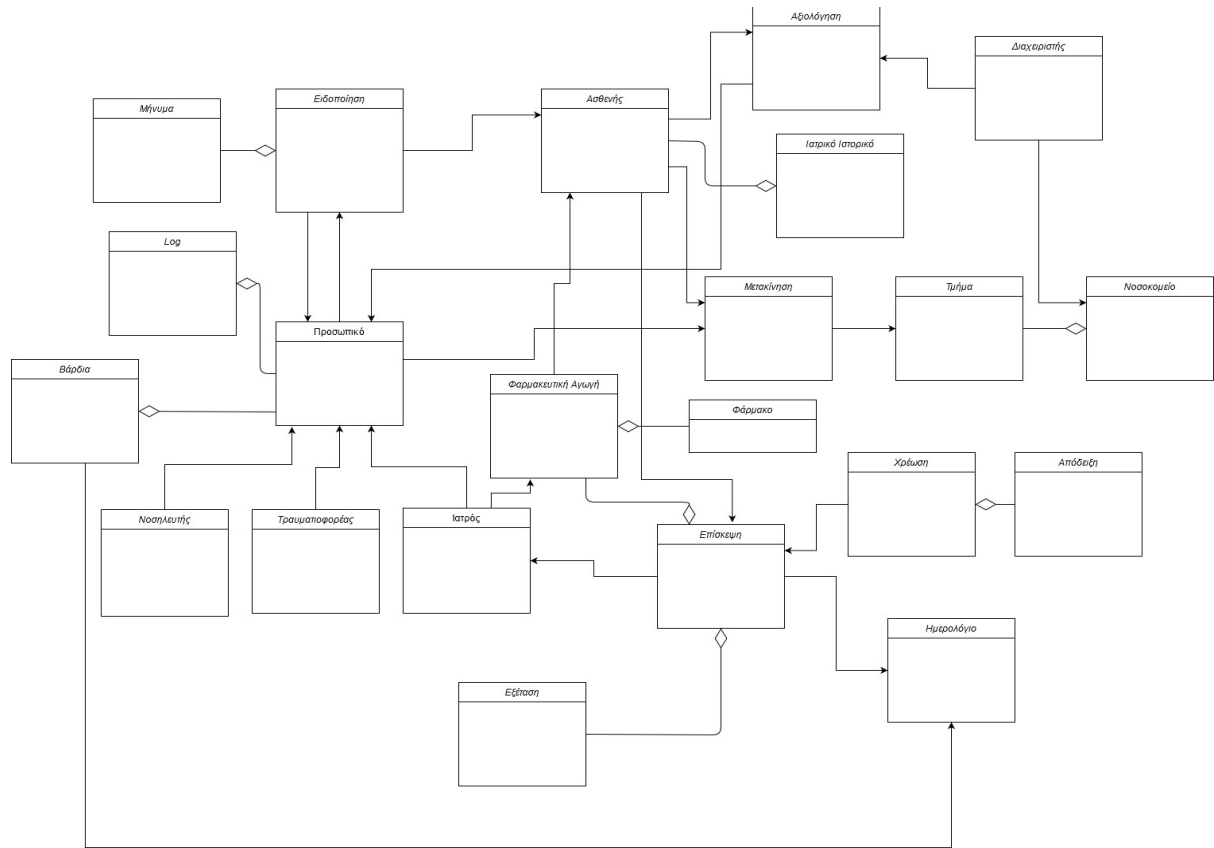 Αξιολόγηση
Διαχειριστής
Μήνυμα
Ειδοποίηση
Ασθενής
Ιατρικό Ιστορικό
Log
Μετακίνηση
Τμήμα
Νοσοκομείο
Προσωπικό
Βάρδια
Φαρμακευτική Αγωγή
Φάρμακο
Χρέωση
Απόδειξη
Νοσηλευτής
Τραυματιοφορέας
Ιατρός
Επίσκεψη
Ημερολόγιο
Εξέταση